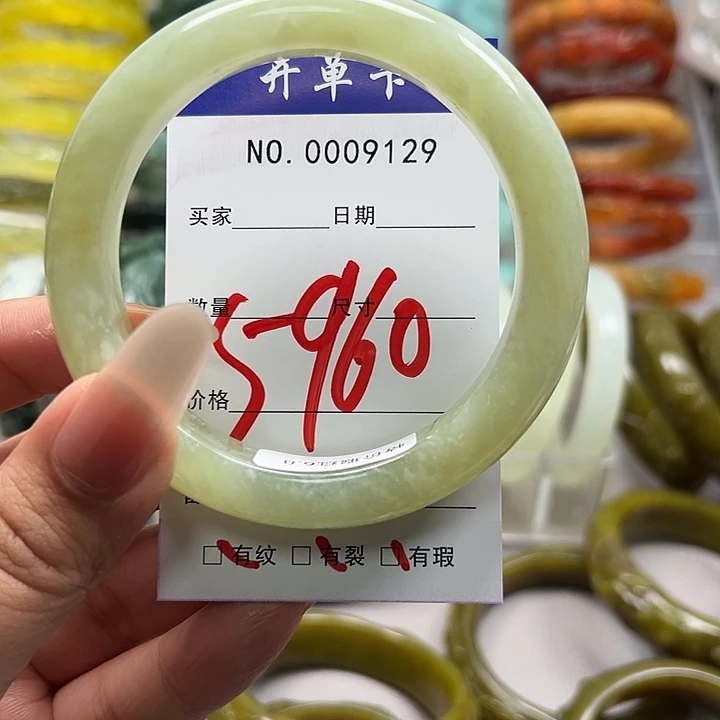 开单卡
NO. 0009129
买家 日期
数量 尺寸
5-960
价格
□有纹 □有裂 □有瑕